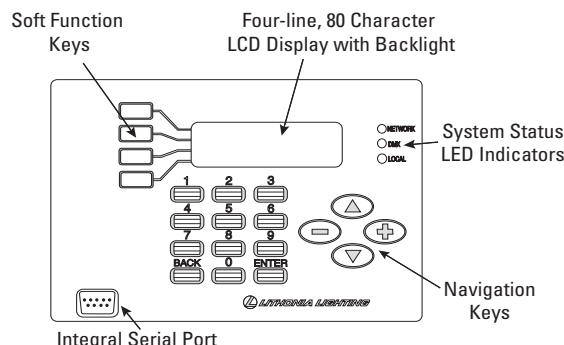 Soft Function
Keys
Four-line, 80 Character
LCD Display with Backlight
NETWORK
DMX
LOCAL
System Status
LED Indicators
1 2 3
4 5 6
7 8 9
BACK 0 ENTER
LITHONIA LIGHTING
Navigation
Keys
Integral Serial Port